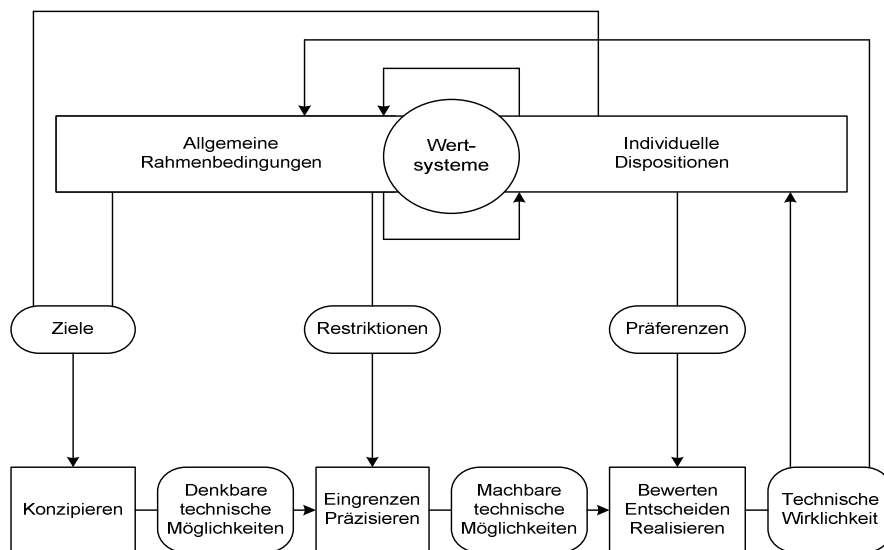 Allgemeine
Rahmenbedingungen
Wert-
systeme
Individuelle
Dispositionen
Ziele
Restriktionen
Präferenzen
Konzipieren
Denkbare
technische
Möglichkeiten
Eingrenzen
Präzisieren
Machbare
technische
Möglichkeiten
Bewerten
Entscheiden
Realisieren
Technische
Wirklichkeit